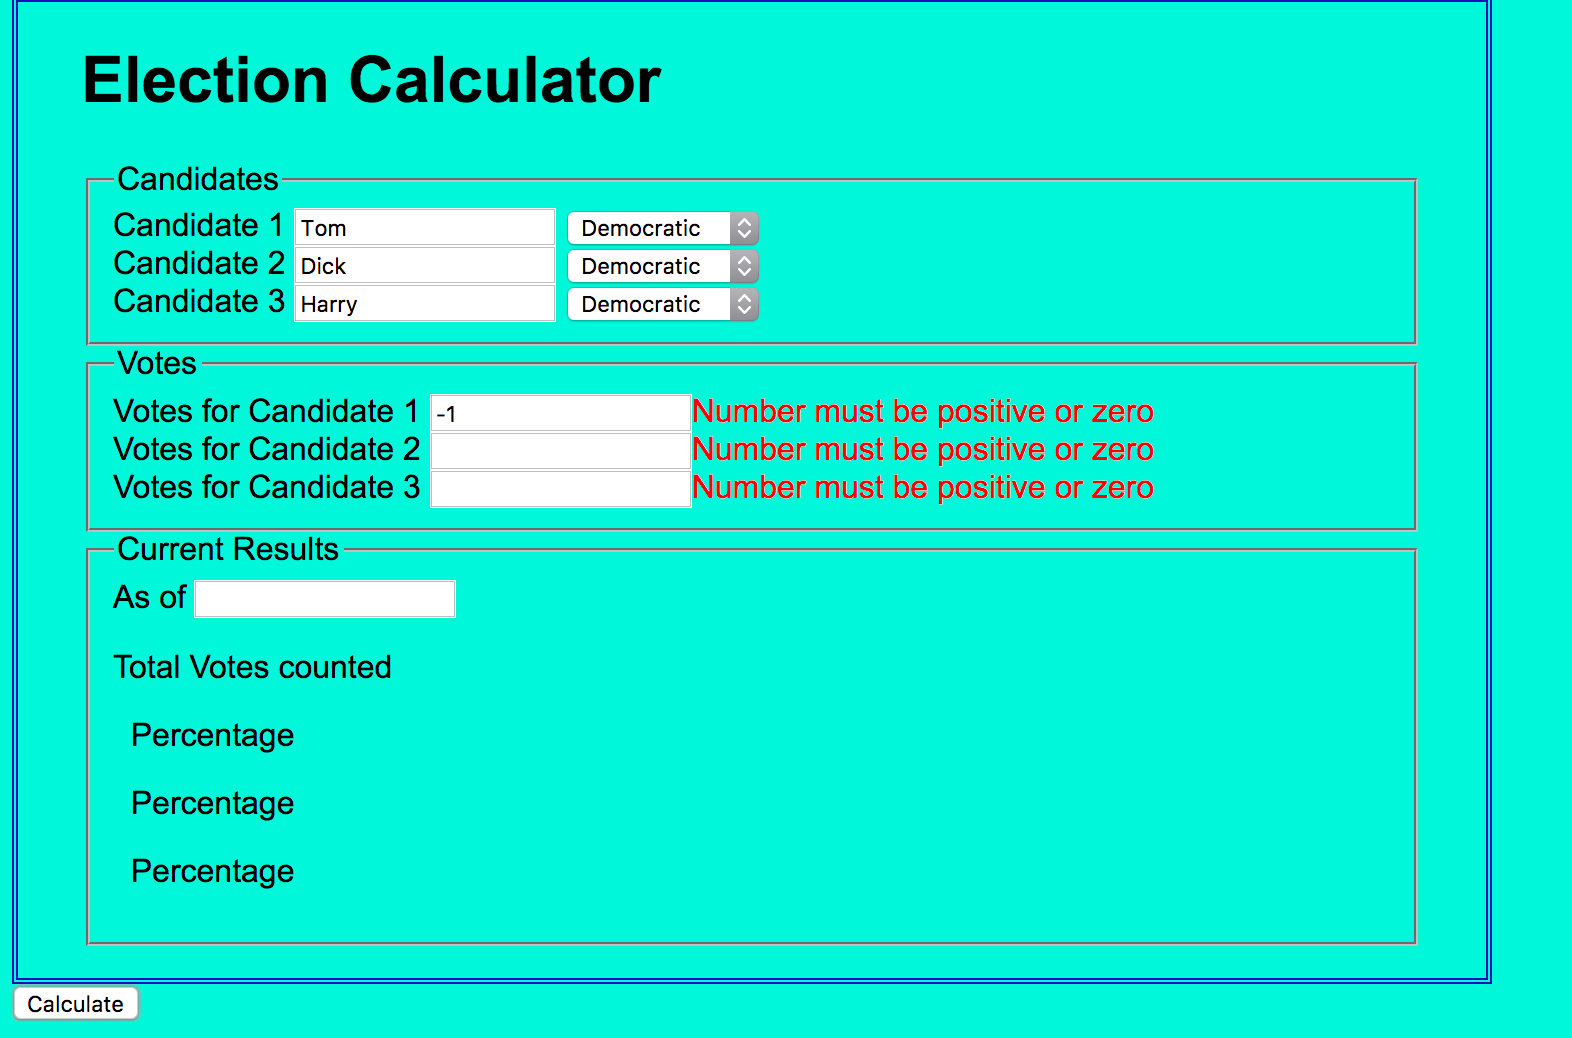 Election Calculator
Candidates
Candidate 1 Tom Democratic
Candidate 2 Dick Democratic
Candidate 3 Harry Democratic
Votes
Votes for Candidate 1 -1 Number must be positive or zero
Votes for Candidate 2 Number must be positive or zero
Votes for Candidate 3 Number must be positive or zero
Current Results
As of
Total Votes counted
Percentage
Percentage
Percentage
Calculate